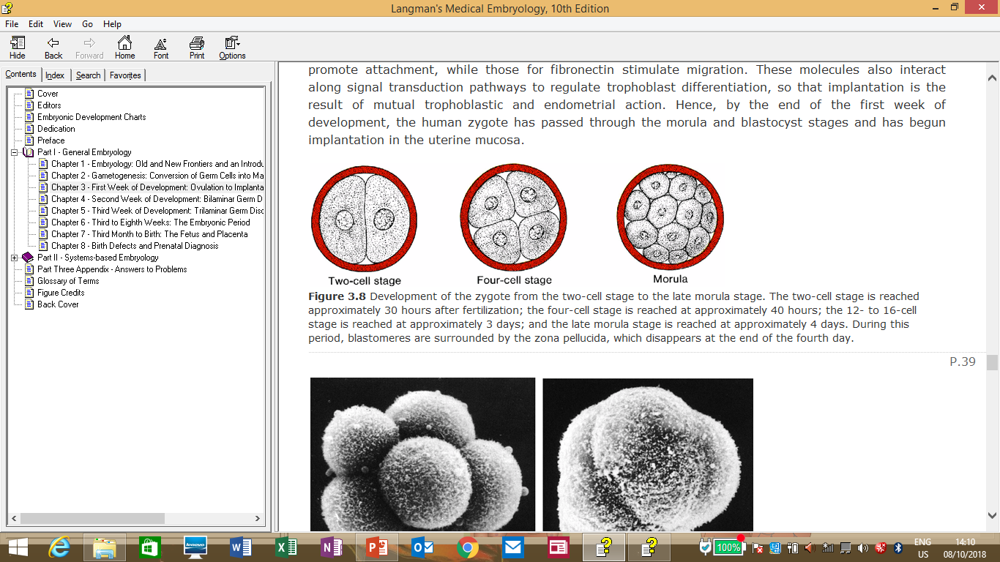 Langman's Medical Embryology, 10th Edition
File Edit View Go Help
Hide Back Forward Home Font Print Options
Contents Index Search Favorites
Cover
Editors
Embryonic Development Charts
Dedication
Preface
Part I - General Embryology
Chapter 1 - Embryology: Old and New Frontiers and an Introdu
Chapter 2 - Gametogenesis: Conversion of Germ Cells into Ma
Chapter 3 - First Week of Development: Ovulation to Implanta
Chapter 4 - Second Week of Development: Bilaminar Germ D
Chapter 5 - Third Week of Development: Trilaminar Germ Disc
Chapter 6 - Third to Eighth Weeks: The Embryonic Period
Chapter 7 - Third Month to Birth: The Fetus and Placenta
Chapter 8 - Birth Defects and Prenatal Diagnosis
Part II - Systems-based Embryology
Part Three Appendix - Answers to Problems
Glossary of Terms
Figure Credits
Back Cover
promote attachment, while those for fibronectin stimulate migration. These molecules also interact
along signal transduction pathways to regulate trophoblast differentiation, so that implantation is the
result of mutual trophoblastic and endometrial action. Hence, by the end of the first week of
development, the human zygote has passed through the morula and blastocyst stages and has begun
implantation in the uterine mucosa.
Two-cell stage Four-cell stage Morula
Figure 3.8 Development of the zygote from the two-cell stage to the late morula stage. The two-cell stage is reached
approximately 30 hours after fertilization; the four-cell stage is reached at approximately 40 hours; the 12- to 16-cell
stage is reached at approximately 3 days; and the late morula stage is reached at approximately 4 days. During this
period, blastomeres are surrounded by the zona pellucida, which disappears at the end of the fourth day.
P.39
lenovo
100%
ENG
US
14:10
08/10/2018